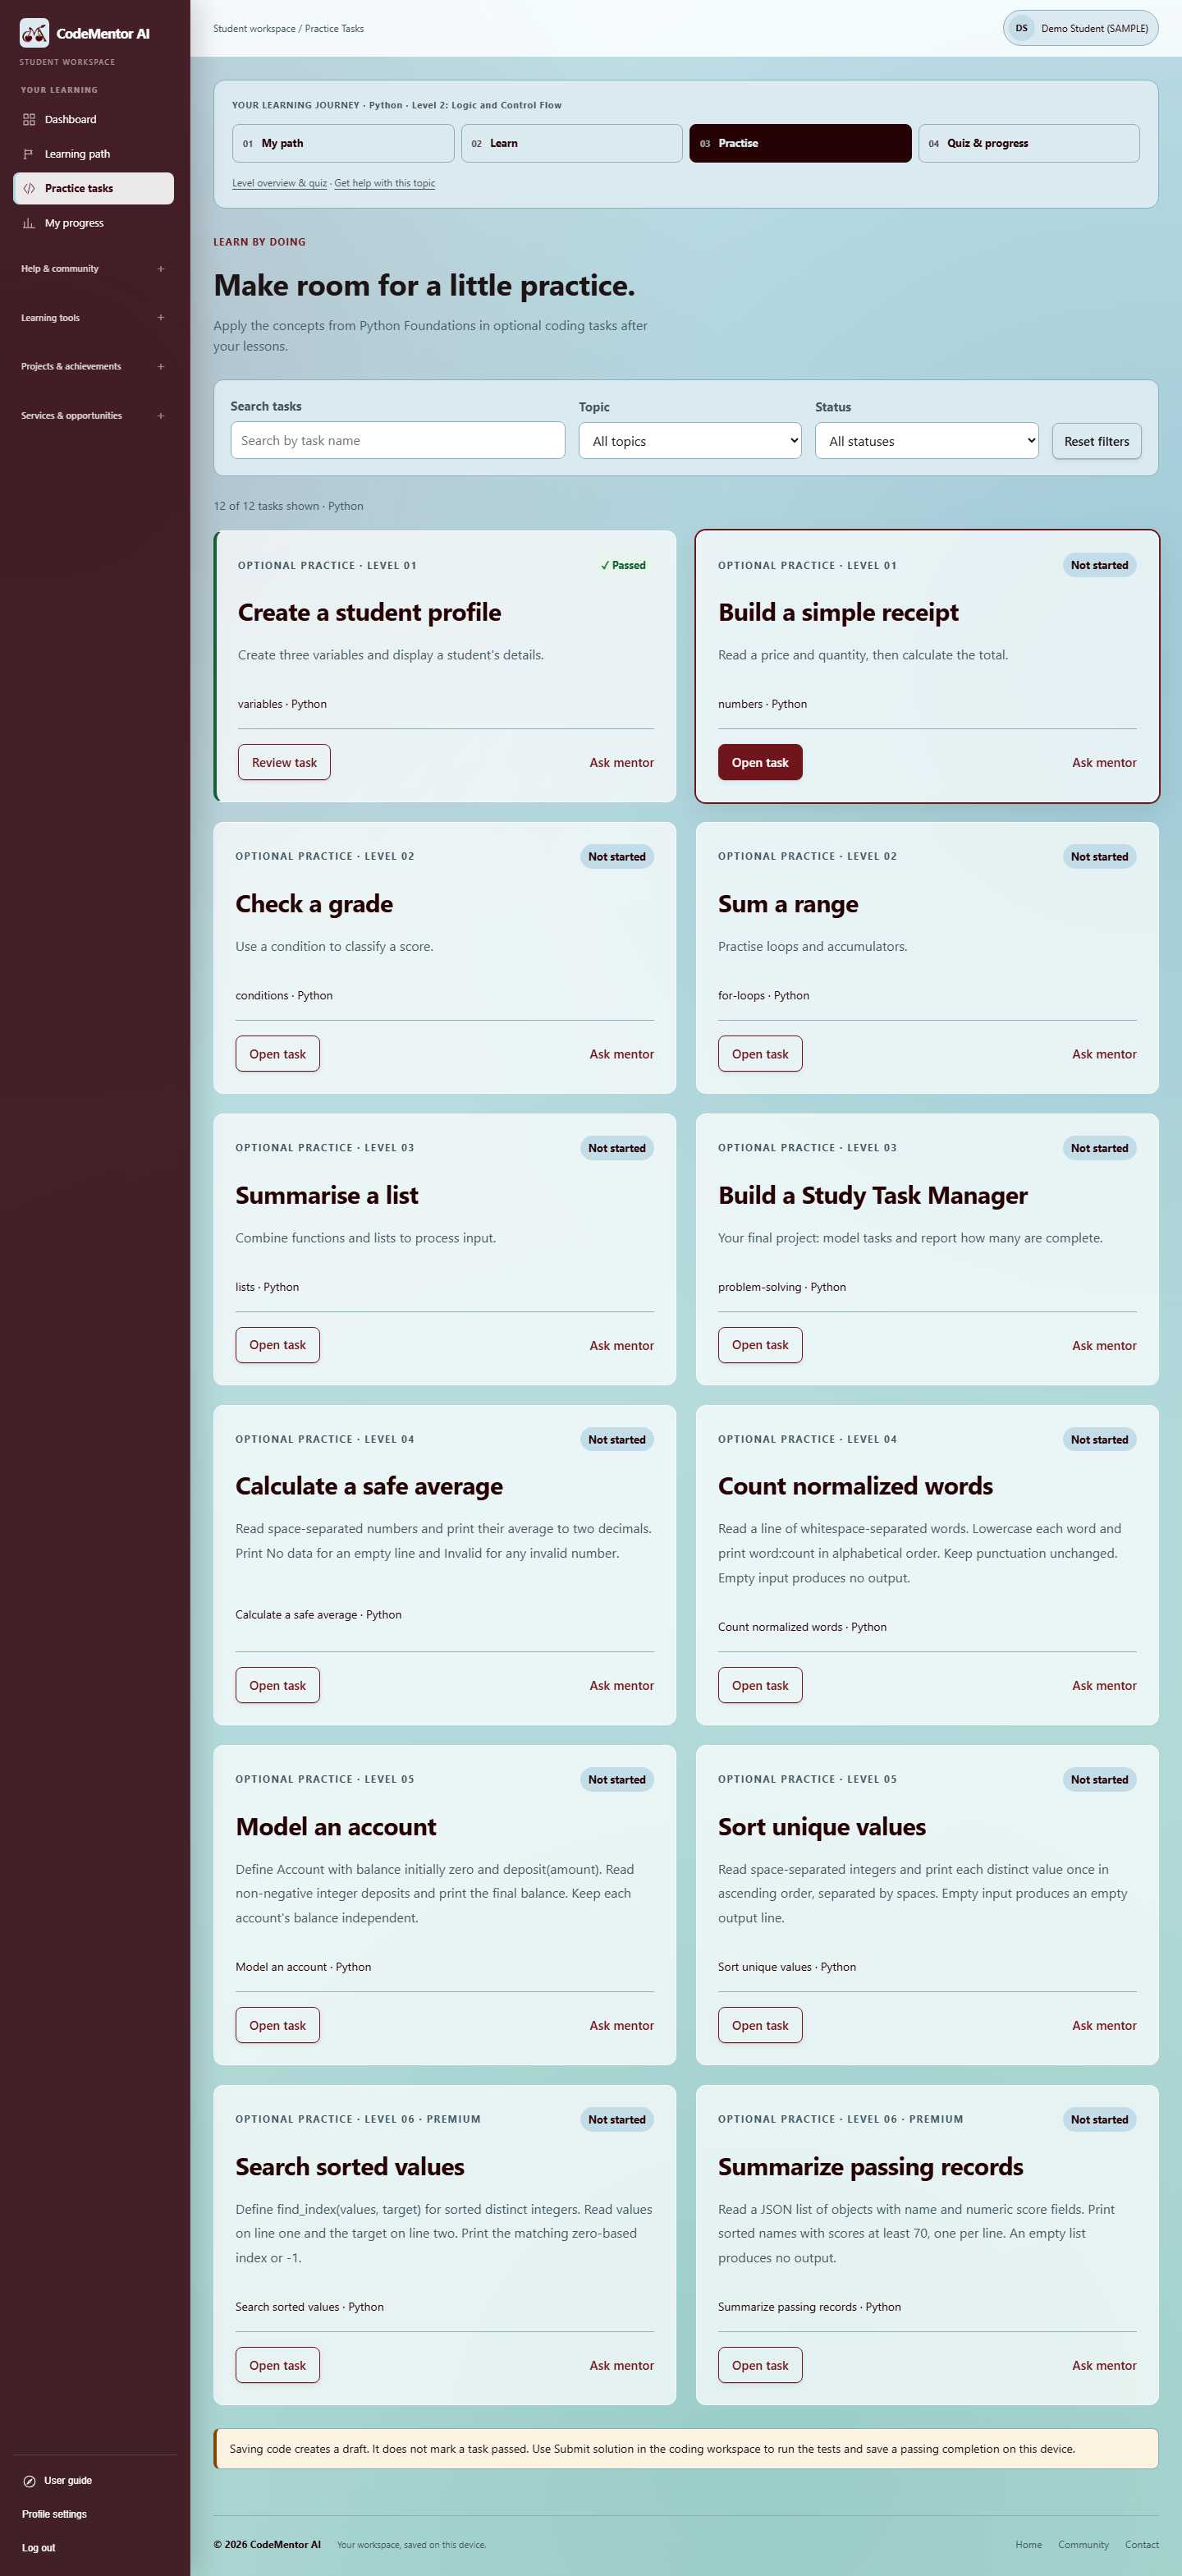 CodeMentor AI
STUDENT WORKSPACE
YOUR LEARNING
Dashboard
Learning path
Practice tasks
My progress
Help & community +
Learning tools +
Projects & achievements +
Services & opportunities +
User guide
Profile settings
Log out
Student workspace / Practice Tasks
DS Demo Student (SAMPLE)
YOUR LEARNING JOURNEY · Python · Level 2: Logic and Control Flow
01 My path
02 Learn
03 Practise
04 Quiz & progress
Level overview & quiz · Get help with this topic
LEARN BY DOING
Make room for a little practice.
Apply the concepts from Python Foundations in optional coding tasks after
your lessons.
Search tasks
Search by task name
Topic
All topics
Status
All statuses
Reset filters
12 of 12 tasks shown · Python
OPTIONAL PRACTICE · LEVEL 01
✓ Passed
Create a student profile
Create three variables and display a student's details.
variables · Python
Review task
Ask mentor
OPTIONAL PRACTICE · LEVEL 01
Not started
Build a simple receipt
Read a price and quantity, then calculate the total.
numbers · Python
Open task
Ask mentor
OPTIONAL PRACTICE · LEVEL 02
Not started
Check a grade
Use a condition to classify a score.
conditions · Python
Open task
Ask mentor
OPTIONAL PRACTICE · LEVEL 02
Not started
Sum a range
Practise loops and accumulators.
for-loops · Python
Open task
Ask mentor
OPTIONAL PRACTICE · LEVEL 03
Not started
Summarise a list
Combine functions and lists to process input.
lists · Python
Open task
Ask mentor
OPTIONAL PRACTICE · LEVEL 03
Not started
Build a Study Task Manager
Your final project: model tasks and report how many are complete.
problem-solving · Python
Open task
Ask mentor
OPTIONAL PRACTICE · LEVEL 04
Not started
Calculate a safe average
Read space-separated numbers and print their average to two decimals.
Print No data for an empty line and Invalid for any invalid number.
Calculate a safe average · Python
Open task
Ask mentor
OPTIONAL PRACTICE · LEVEL 04
Not started
Count normalized words
Read a line of whitespace-separated words. Lowercase each word and
print word:count in alphabetical order. Keep punctuation unchanged.
Empty input produces no output.
Count normalized words · Python
Open task
Ask mentor
OPTIONAL PRACTICE · LEVEL 05
Not started
Model an account
Define Account with balance initially zero and deposit(amount). Read
non-negative integer deposits and print the final balance. Keep each
account's balance independent.
Model an account · Python
Open task
Ask mentor
OPTIONAL PRACTICE · LEVEL 05
Not started
Sort unique values
Read space-separated integers and print each distinct value once in
ascending order, separated by spaces. Empty input produces an empty
output line.
Sort unique values · Python
Open task
Ask mentor
OPTIONAL PRACTICE · LEVEL 06 · PREMIUM
Not started
Search sorted values
Define find_index(values, target) for sorted distinct integers. Read values
on line one and the target on line two. Print the matching zero-based
index or -1.
Search sorted values · Python
Open task
Ask mentor
OPTIONAL PRACTICE · LEVEL 06 · PREMIUM
Not started
Summarize passing records
Read a JSON list of objects with name and numeric score fields. Print
sorted names with scores at least 70, one per line. An empty list
produces no output.
Summarize passing records · Python
Open task
Ask mentor
Saving code creates a draft. It does not mark a task passed. Use Submit solution in the coding workspace to run the tests and save a passing completion on this device.
© 2026 CodeMentor AI
Your workspace, saved on this device.
Home
Community
Contact